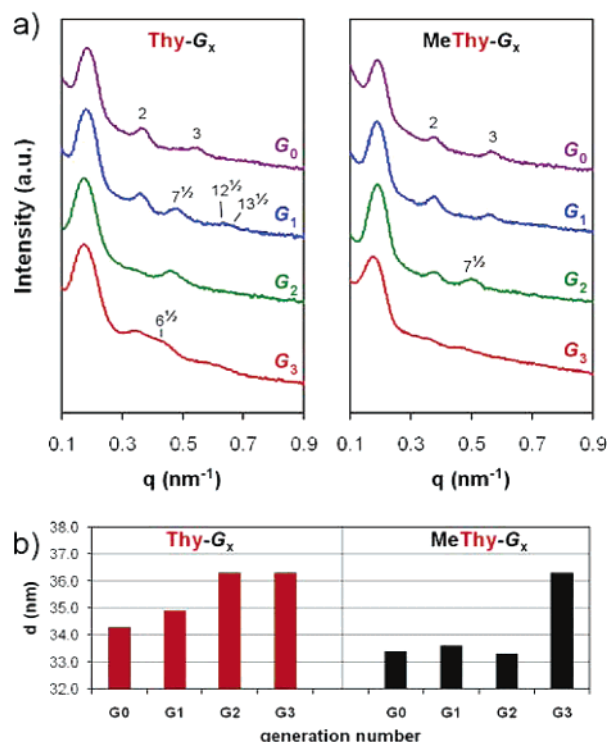 a)
Thy-Gx
MeThy-Gx
Intensity (a.u.)
2
3
G0
7½
12½
13½
G1
G2
6½
G3
0.1 0.3 0.5 0.7 0.9
q (nm-1)
2
3
G0
G1
7½
G2
G3
0.1 0.3 0.5 0.7 0.9
q (nm-1)
b)
Thy-Gx
MeThy-Gx
d (nm)
38.0
37.0
36.0
35.0
34.0
33.0
32.0
G0 G1 G2 G3 G0 G1 G2 G3
generation number